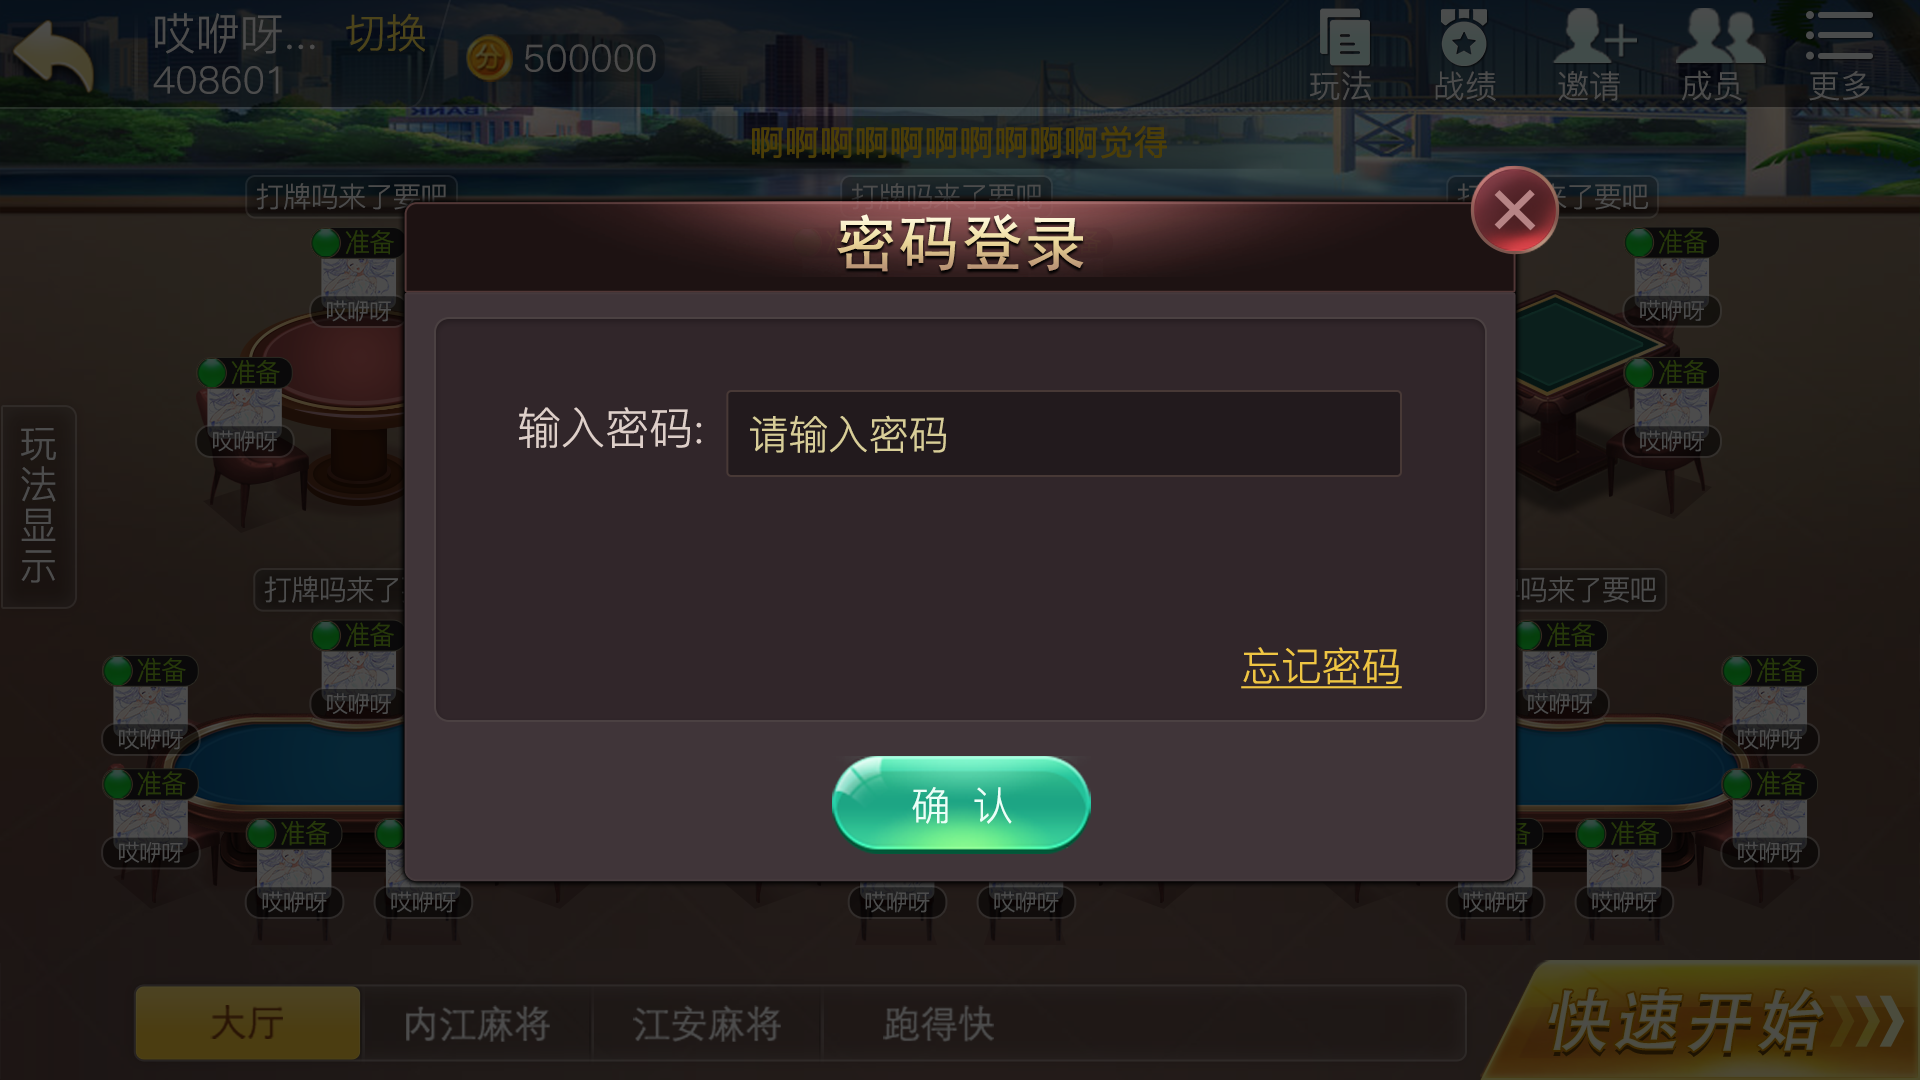 哎咿呀... 切换
408601
分 500000
玩法 战绩 邀请 成员 更多
BANK
啊啊啊啊啊啊啊啊啊啊觉得
打牌吗来了要吧 打牌吗来了要吧 打 来了要吧
密码登录
准备 准备
哎咿呀 哎咿呀
准备 准备
哎咿呀 哎咿呀
玩法显示
输入密码: 请输入密码
打牌吗来了 吗来了要吧
准备 准备
哎咿呀 哎咿呀
忘记密码
准备 准备
哎咿呀 哎咿呀
准备 准备
哎咿呀 哎咿呀
确 认
准备 备 准备
哎咿呀 哎咿呀 哎咿呀 哎咿呀 哎咿呀 哎咿呀
大厅 内江麻将 江安麻将 跑得快
快速开始